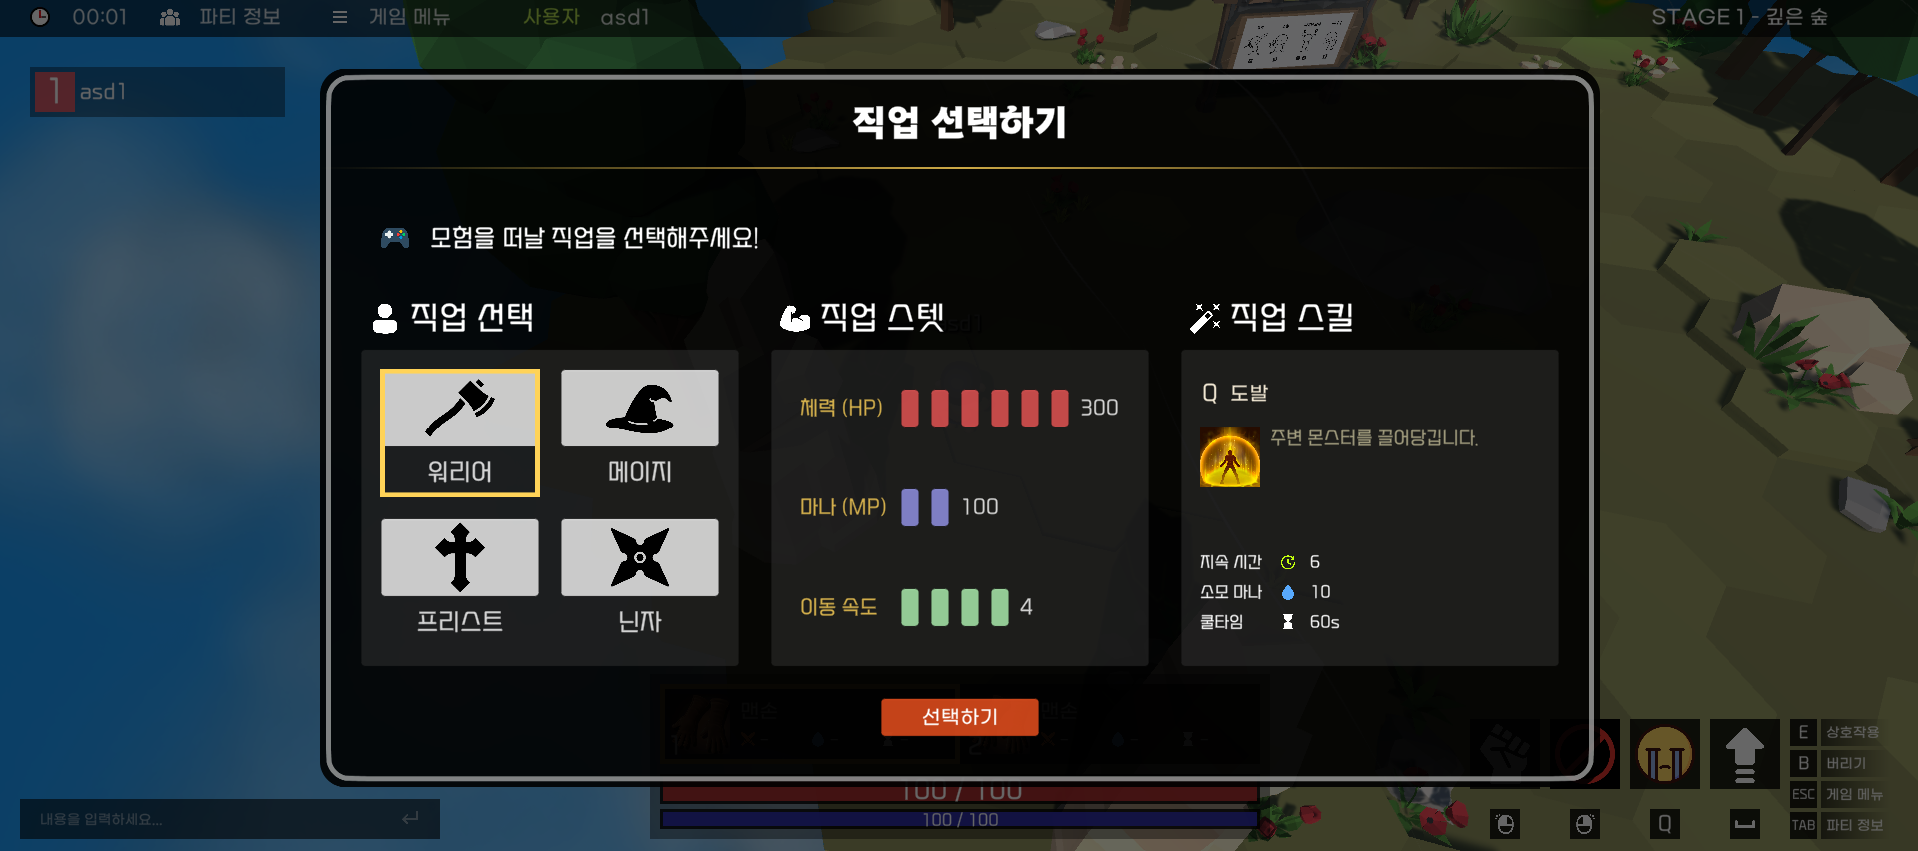 00:01 파티 정보 게임 메뉴 사용자 asd1
STAGE 1 - 깊은 숲
1 asd1
직업 선택하기
모험을 떠날 직업을 선택해주세요!
직업 선택
워리어
메이지
프리스트
닌자
직업 스텟
체력 (HP) 300
마나 (MP) 100
이동 속도 4
직업 스킬
Q 도발
주변 몬스터를 끌어당깁니다.
지속 시간 6
소모 마나 10
쿨타임 60s
선택하기
맨손
맨손
1
2
100 / 100
100 / 100
내용을 입력하세요...
Q
E 상호작용
B 버리기
ESC 게임 메뉴
TAB 파티 정보